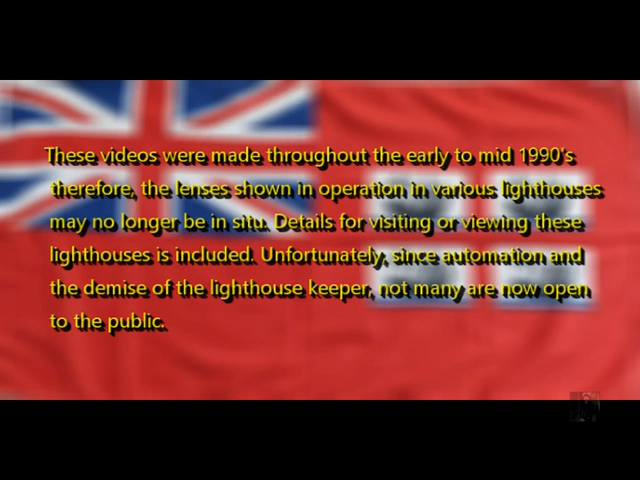 These videos were made throughout the early to mid 1990's
therefore, the lenses shown in operation in various lighthouses
may no longer be in situ. Details for visiting or viewing these
lighthouses is included. Unfortunately, since automation and
the demise of the lighthouse keeper, not many are now open
to the public.